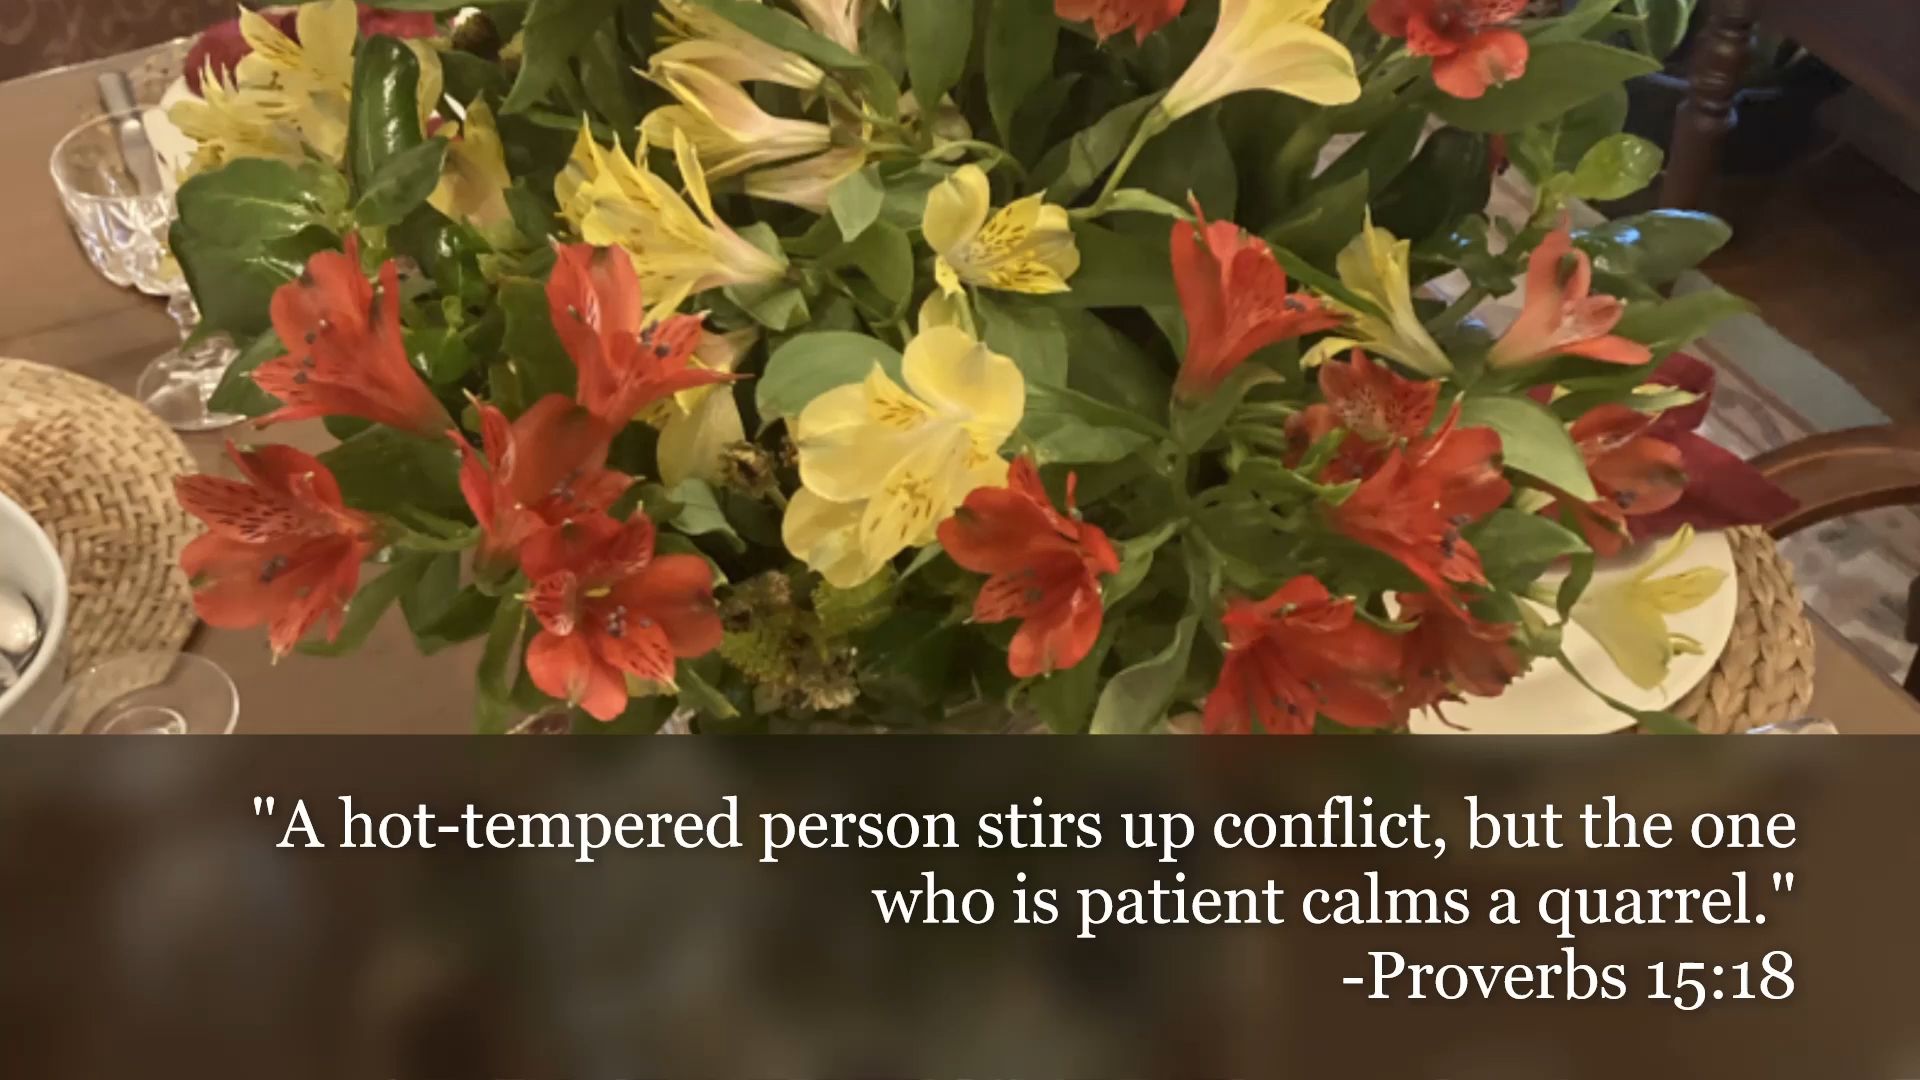 "A hot-tempered person stirs up conflict, but the one
who is patient calms a quarrel."
-Proverbs 15:18